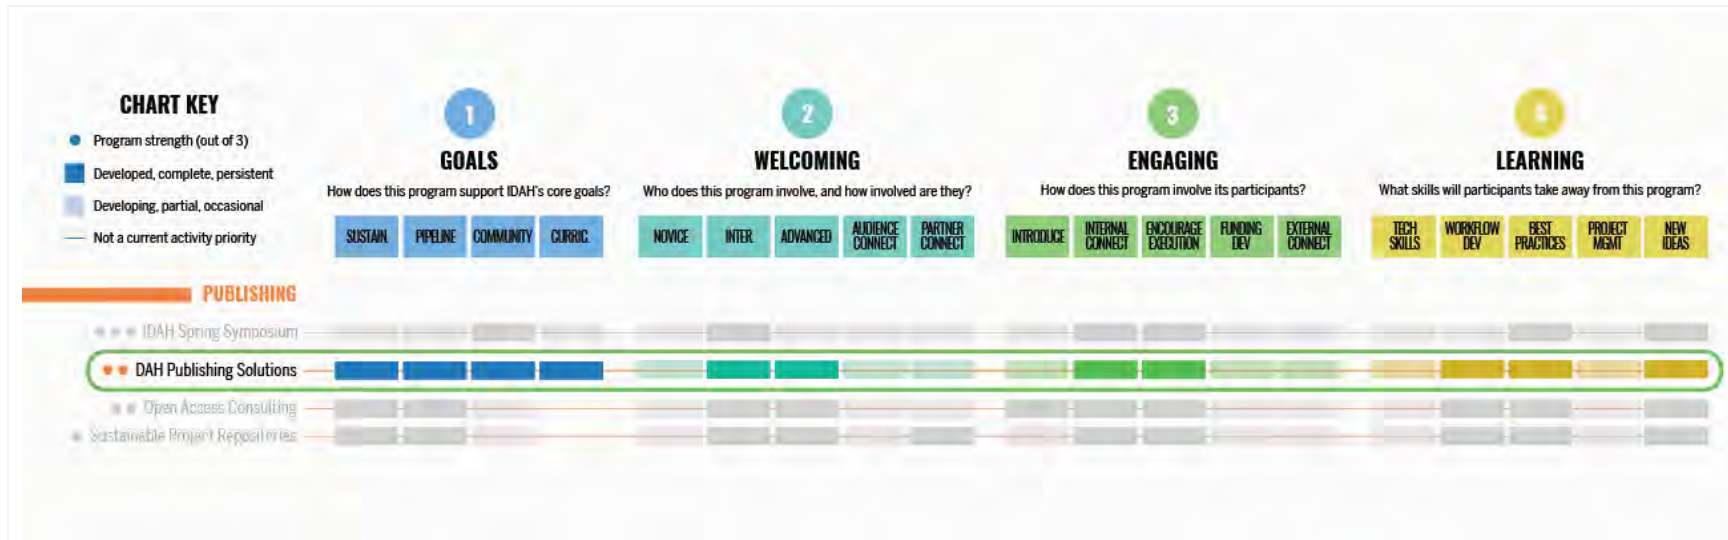 CHART KEY
Program strength (out of 3)
Developed, complete, persistent
Developing, partial, occasional
Not a current activity priority
1
GOALS
How does this program support IDAH's core goals?
SUSTAIN. PIPELINE COMMUNITY CURRIC.
2
WELCOMING
Who does this program involve, and how involved are they?
NOVICE INTER. ADVANCED AUDIENCE CONNECT PARTNER CONNECT
3
ENGAGING
How does this program involve its participants?
INTRODUCE INTERNAL CONNECT ENCOURAGE EXECUTION FUNDING DEV EXTERNAL CONNECT
4
LEARNING
What skills will participants take away from this program?
TECH SKILLS WORKFLOW DEV BEST PRACTICES PROJECT MGMT NEW IDEAS
PUBLISHING
IDAH Spring Symposium
DAH Publishing Solutions
Open Access Consulting
Sustainable Project Repositories